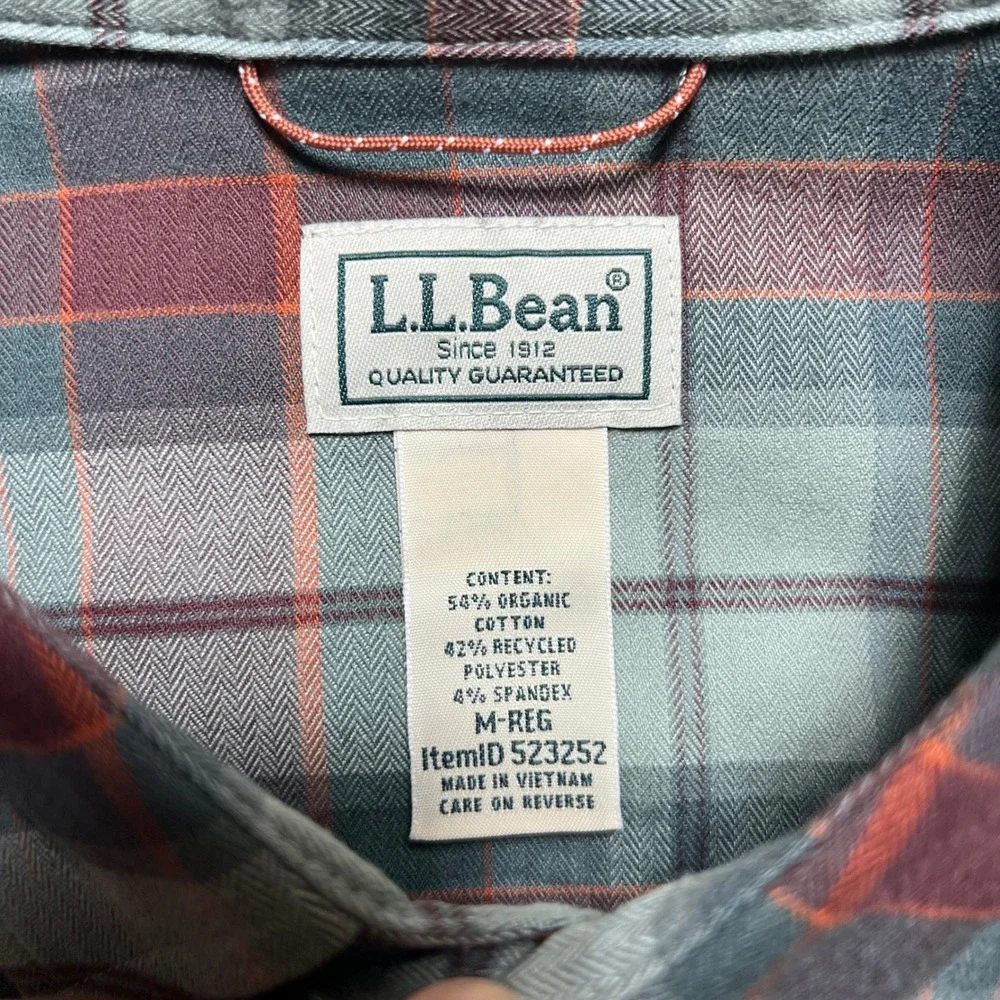 L.L.Bean®
Since 1912
QUALITY GUARANTEED
CONTENT:
54% ORGANIC
COTTON
42% RECYCLED
POLYESTER
4% SPANDEX
M-REG
ItemID 523252
MADE IN VIETNAM
CARE ON REVERSE